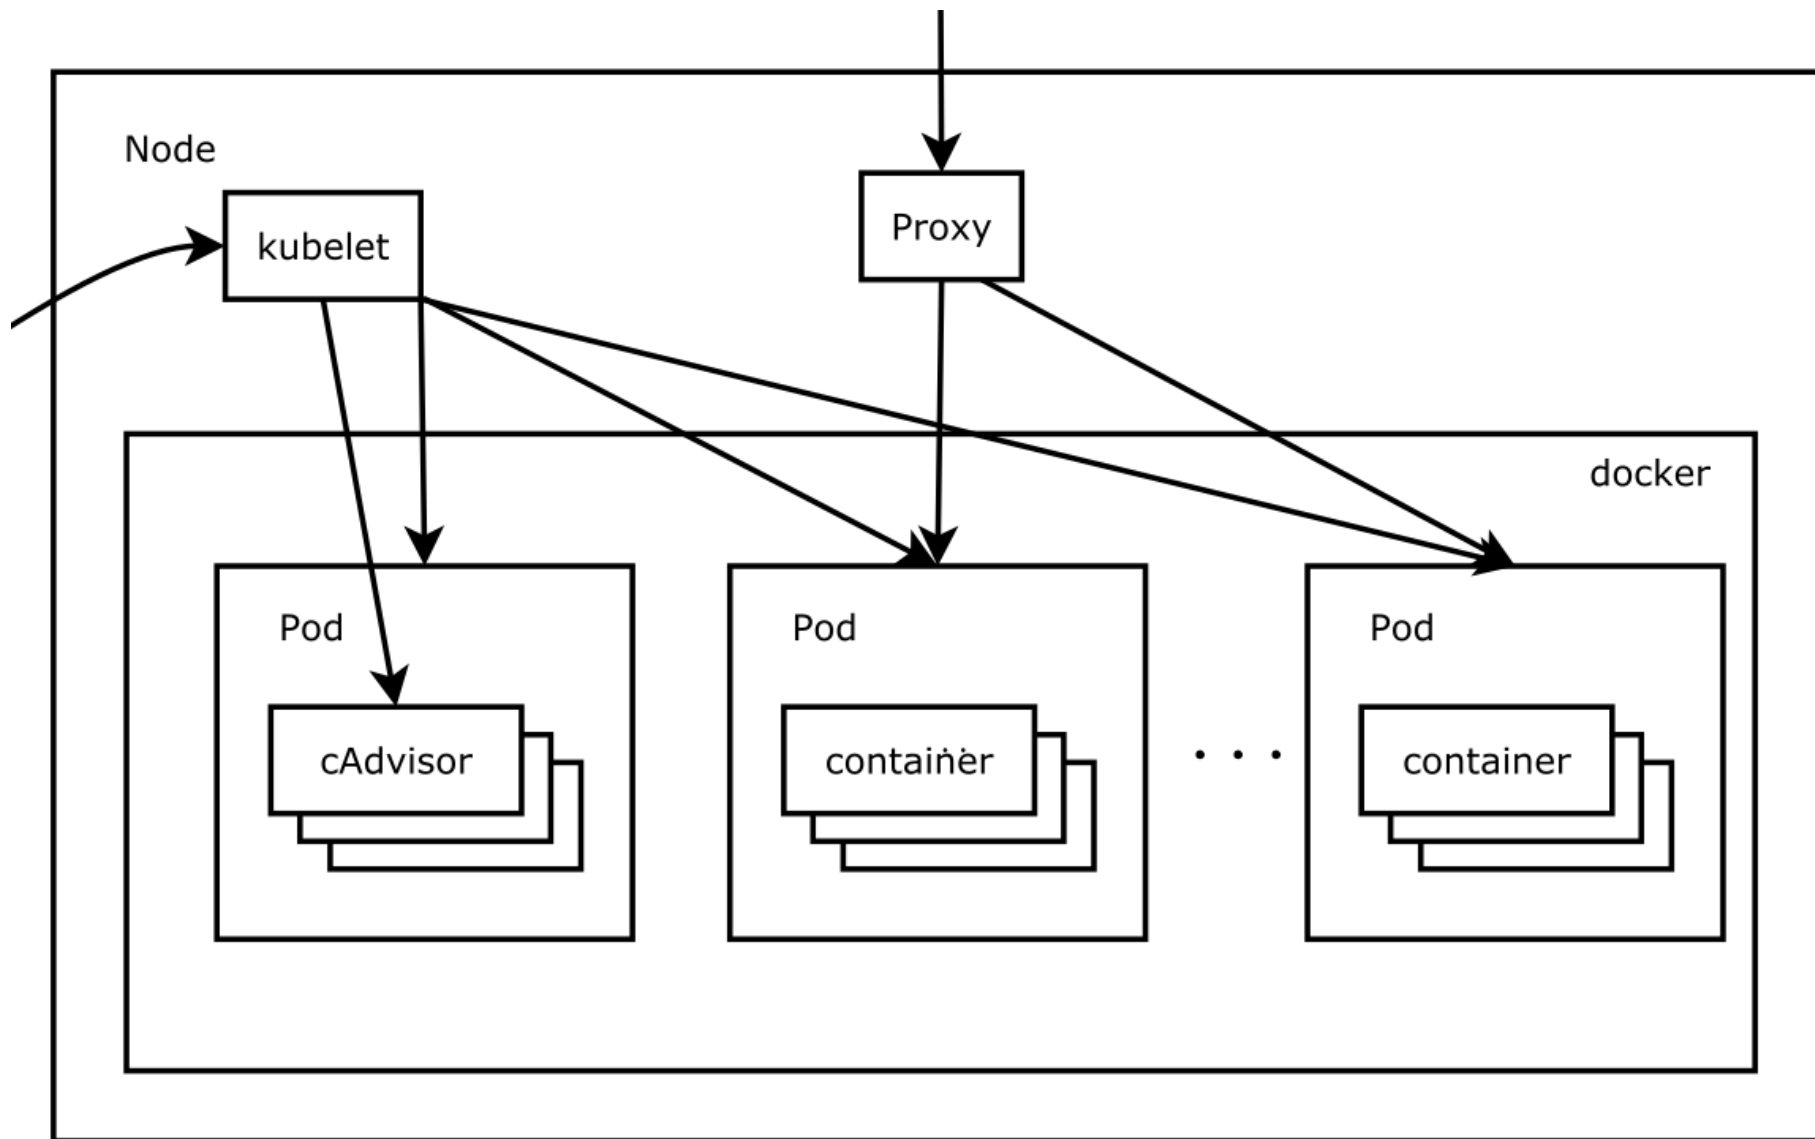 Node
kubelet
Proxy
docker
Pod
Pod
Pod
cAdvisor
container
. . .
container